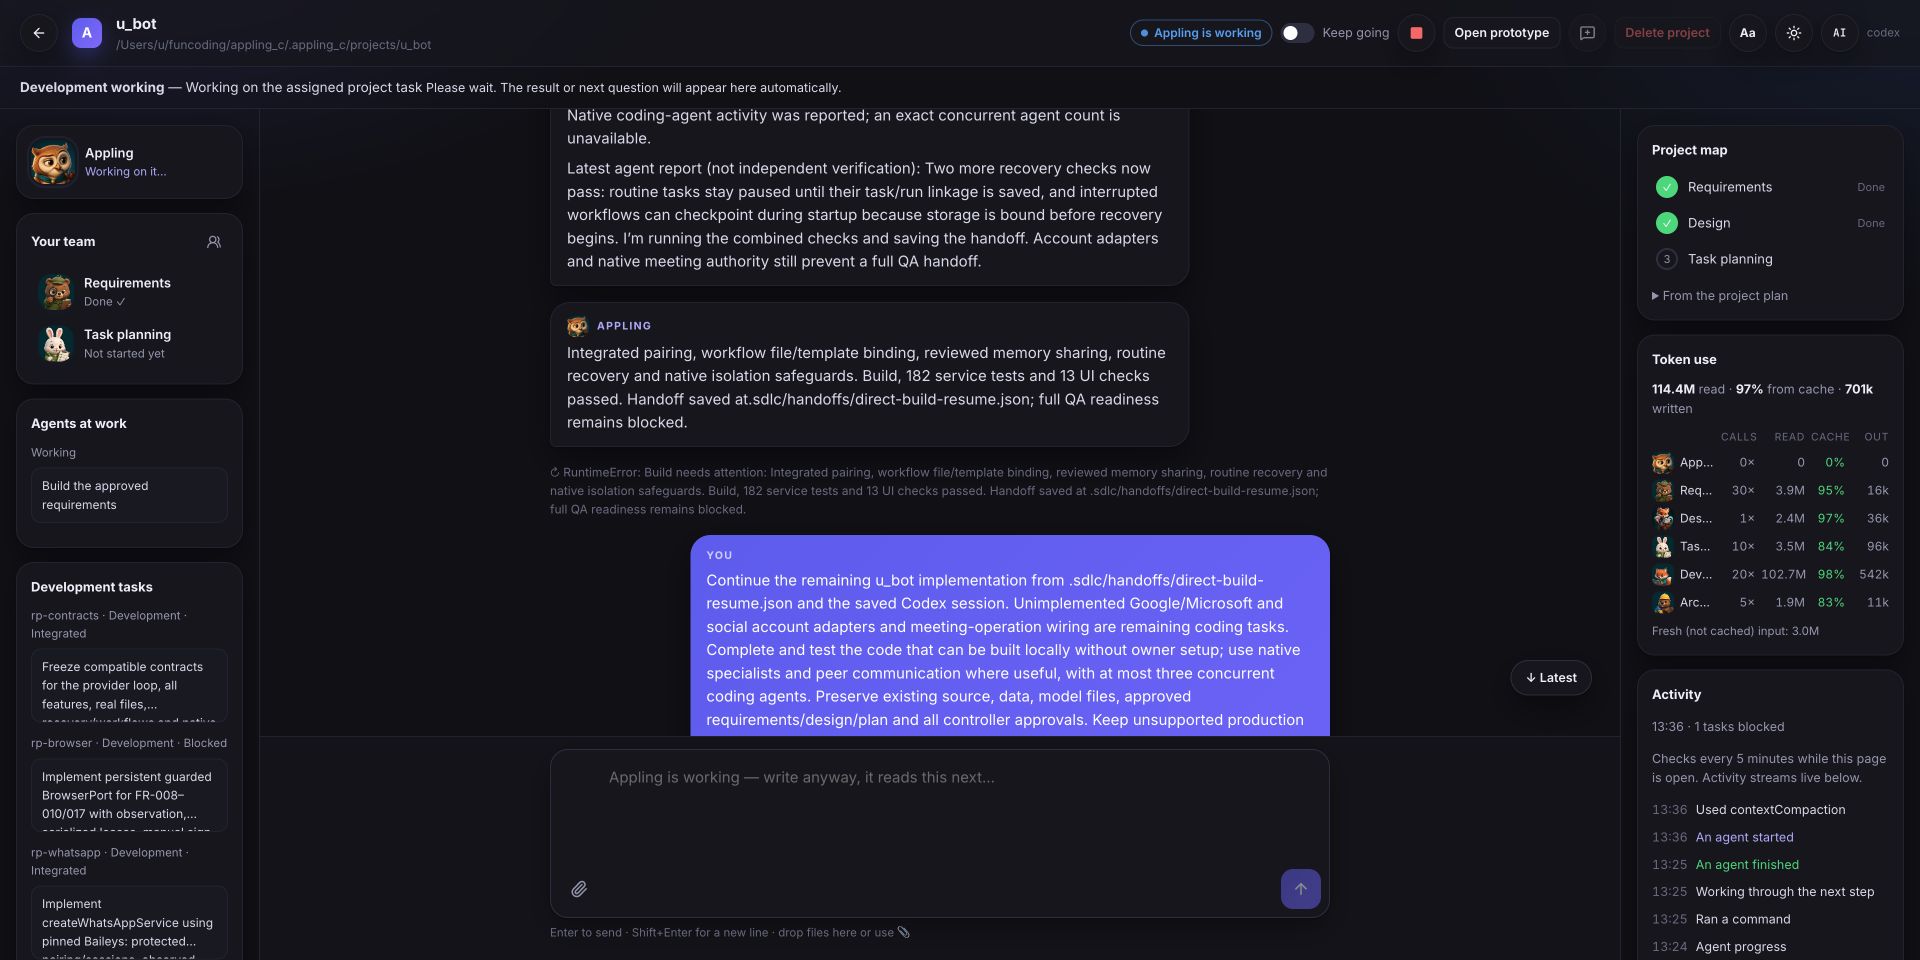 A
u_bot
/Users/u/funcoding/appling_c/.appling_c/projects/u_bot
Appling is working
Keep going
Open prototype
Delete project
Aa
AI
codex
Development working — Working on the assigned project task Please wait. The result or next question will appear here automatically.
Appling
Working on it...
Your team
Requirements
Done ✓
Task planning
Not started yet
Agents at work
Working
Build the approved
requirements
Development tasks
rp-contracts · Development ·
Integrated
Freeze compatible contracts
for the provider loop, all
features, real files,...
recovery/workflows and native
rp-browser · Development · Blocked
Implement persistent guarded
BrowserPort for FR-008–
010/017 with observation,...
serialized leases, manual sign
rp-whatsapp · Development ·
Integrated
Implement
createWhatsAppService using
pinned Baileys: protected...
pairing/sessions, observed
Native coding-agent activity was reported; an exact concurrent agent count is
unavailable.
Latest agent report (not independent verification): Two more recovery checks now
pass: routine tasks stay paused until their task/run linkage is saved, and interrupted
workflows can checkpoint during startup because storage is bound before recovery
begins. I’m running the combined checks and saving the handoff. Account adapters
and native meeting authority still prevent a full QA handoff.
APPLING
Integrated pairing, workflow file/template binding, reviewed memory sharing, routine
recovery and native isolation safeguards. Build, 182 service tests and 13 UI checks
passed. Handoff saved at.sdlc/handoffs/direct-build-resume.json; full QA readiness
remains blocked.
↻ RuntimeError: Build needs attention: Integrated pairing, workflow file/template binding, reviewed memory sharing, routine recovery and
native isolation safeguards. Build, 182 service tests and 13 UI checks passed. Handoff saved at .sdlc/handoffs/direct-build-resume.json;
full QA readiness remains blocked.
YOU
Continue the remaining u_bot implementation from .sdlc/handoffs/direct-build-
resume.json and the saved Codex session. Unimplemented Google/Microsoft and
social account adapters and meeting-operation wiring are remaining coding tasks.
Complete and test the code that can be built locally without owner setup; use native
specialists and peer communication where useful, with at most three concurrent
coding agents. Preserve existing source, data, model files, approved
requirements/design/plan and all controller approvals. Keep unsupported production
↓ Latest
Appling is working — write anyway, it reads this next...
Enter to send · Shift+Enter for a new line · drop files here or use 📎
Project map
✓ Requirements Done
✓ Design Done
3 Task planning
▶ From the project plan
Token use
114.4M read · 97% from cache · 701k
written
CALLS READ CACHE OUT
App... 0× 0 0% 0
Req... 30× 3.9M 95% 16k
Des... 1× 2.4M 97% 36k
Tas... 10× 3.5M 84% 96k
Dev... 20× 102.7M 98% 542k
Arc... 5× 1.9M 83% 11k
Fresh (not cached) input: 3.0M
Activity
13:36 · 1 tasks blocked
Checks every 5 minutes while this page
is open. Activity streams live below.
13:36 Used contextCompaction
13:36 An agent started
13:25 An agent finished
13:25 Working through the next step
13:25 Ran a command
13:24 Agent progress